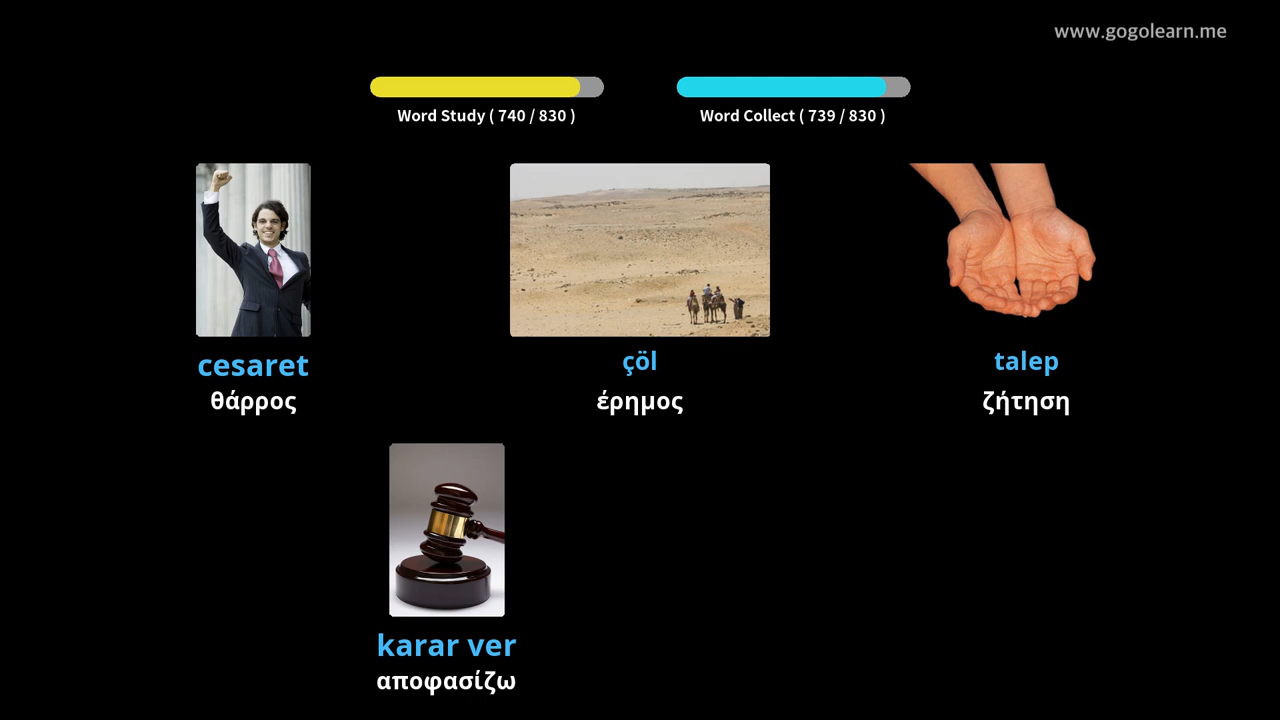 www.gogolearn.me
Word Study ( 740 / 830 )
Word Collect ( 739 / 830 )
cesaret
θάρρος
çöl
έρημος
talep
ζήτηση
karar ver
αποφασίζω